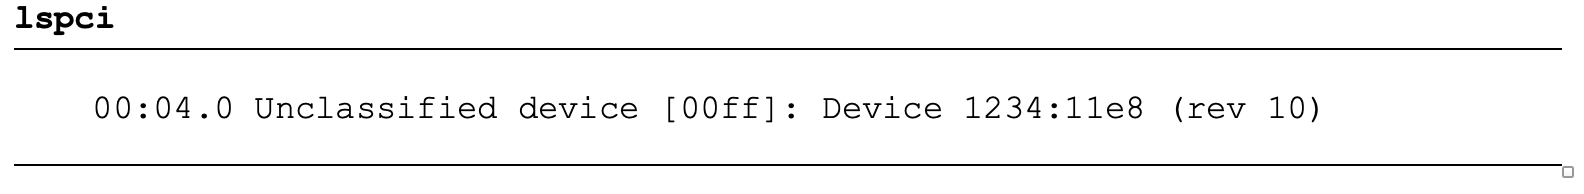 lspci
00:04.0 Unclassified device [00ff]: Device 1234:11e8 (rev 10)